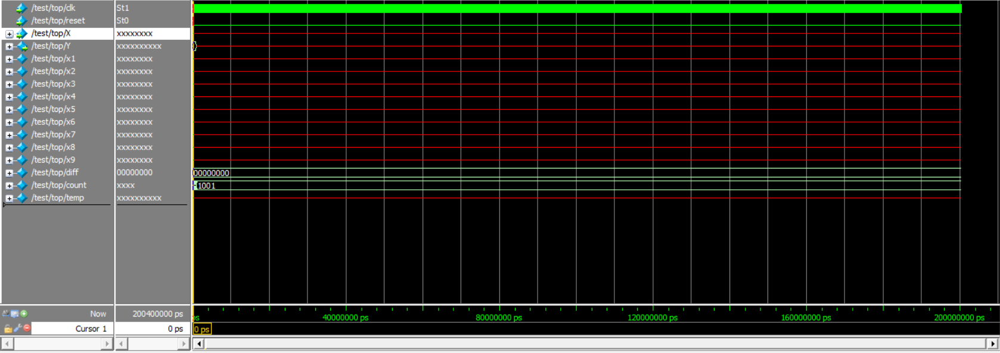 /test/top/clk St1
/test/top/reset St0
/test/top/X xxxxxxxx
/test/top/Y xxxxxxxxxx
/test/top/x1 xxxxxxxx
/test/top/x2 xxxxxxxx
/test/top/x3 xxxxxxxx
/test/top/x4 xxxxxxxx
/test/top/x5 xxxxxxxx
/test/top/x6 xxxxxxxx
/test/top/x7 xxxxxxxx
/test/top/x8 xxxxxxxx
/test/top/x9 xxxxxxxx
/test/top/diff 00000000 00000000
/test/top/count xxxx 1001
/test/top/temp xxxxxxxxxx
Now 200400000 ps ps 40000000 ps 80000000 ps 120000000 ps 160000000 ps 200000000 ps
Cursor 1 0 ps 0 ps